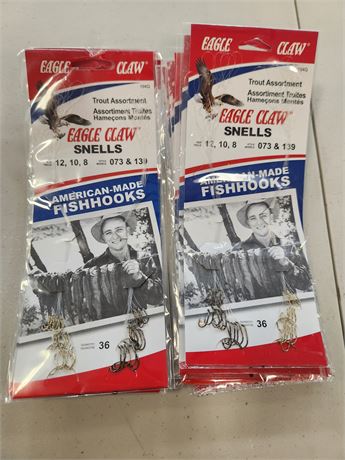 EAGLE CLAW®
Trout Assortment
Assortiment Truites
Hameçons Montés
EAGLE CLAW®
SNELLS
12, 10, 8 073 & 139
AMERICAN-MADE
FISHHOOKS
36
EAGLE CLAW®
Trout Assortment
Assortiment Truites
Hameçons Montés
EAGLE CLAW®
SNELLS
12, 10, 8 073 & 139
AMERICAN-MADE
FISHHOOKS
36